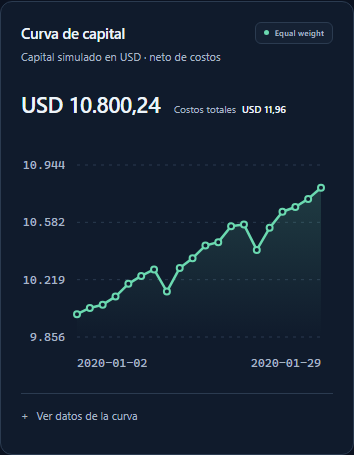 Curva de capital
Equal weight
Capital simulado en USD · neto de costos
USD 10.800,24 Costos totales USD 11,96
10.944
10.582
10.219
9.856
2020-01-02 2020-01-29
+ Ver datos de la curva